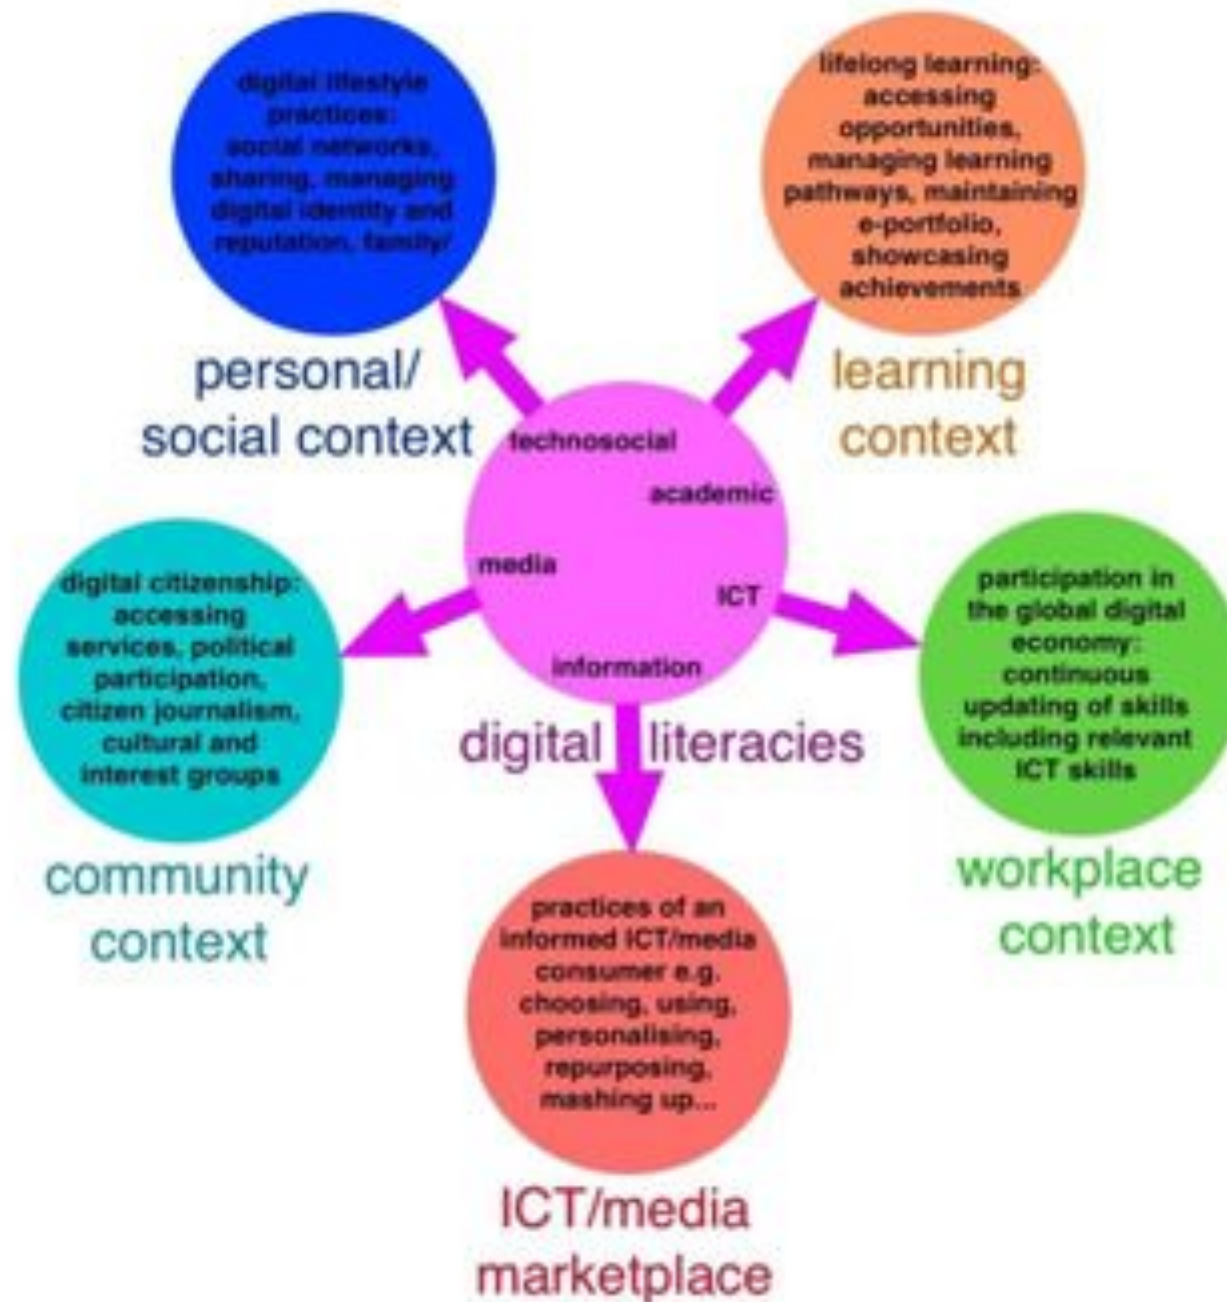 digital lifestyle
practices:
social networks,
sharing, managing
digital identity and
reputation, family/
personal/
social context
lifelong learning:
accessing
opportunities,
managing learning
pathways, maintaining
e-portfolio,
showcasing
achievements
learning
context
technosocial
academic
media
ICT
information
digital literacies
digital citizenship:
accessing
services, political
participation,
citizen journalism,
cultural and
interest groups
community
context
participation in
the global digital
economy:
continuous
updating of skills
including relevant
ICT skills
workplace
context
practices of an
informed ICT/media
consumer e.g.
choosing, using,
personalising,
repurposing,
mashing up...
ICT/media
marketplace